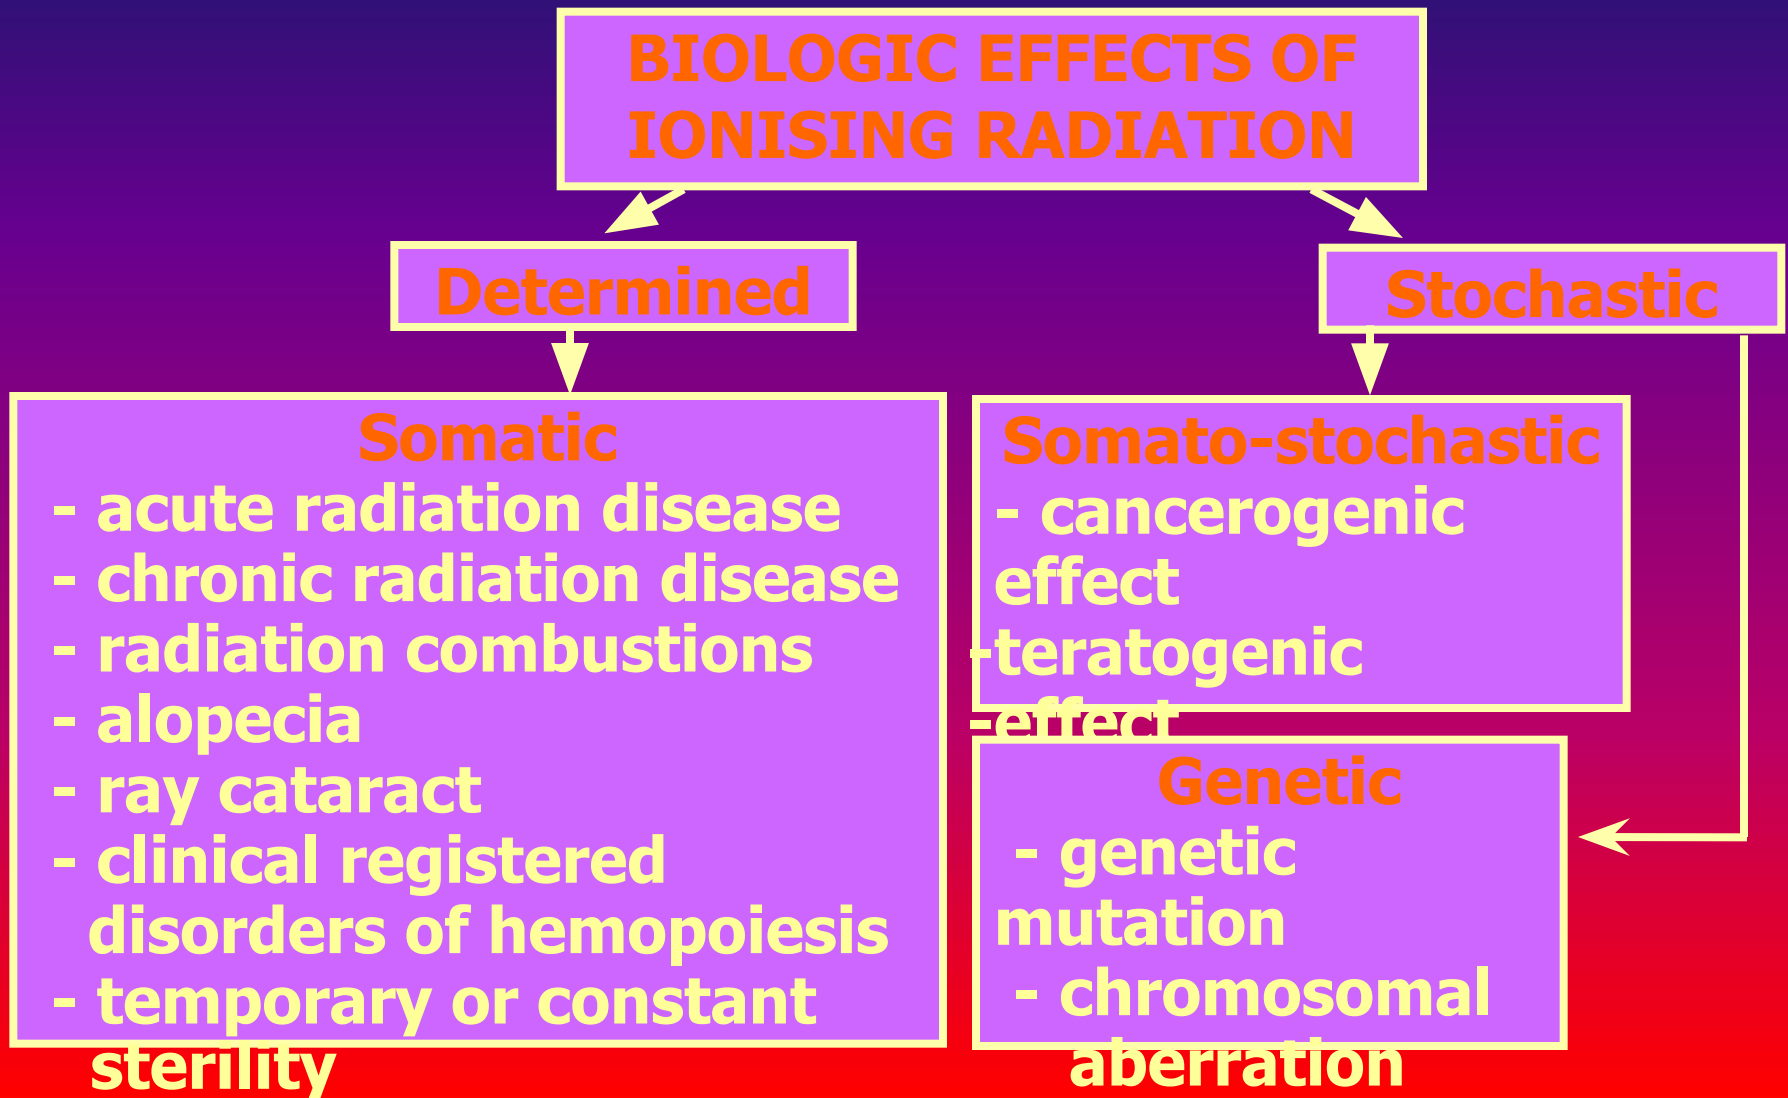 BIOLOGIC EFFECTS OF
IONISING RADIATION
Determined
Stochastic
Somatic
- acute radiation disease
- chronic radiation disease
- radiation combustions
- alopecia
- ray cataract
- clinical registered
disorders of hemopoiesis
- temporary or constant
sterility
Somato-stochastic
- cancerogenic
effect
-teratogenic
-effect
Genetic
- genetic
mutation
- chromosomal
aberration